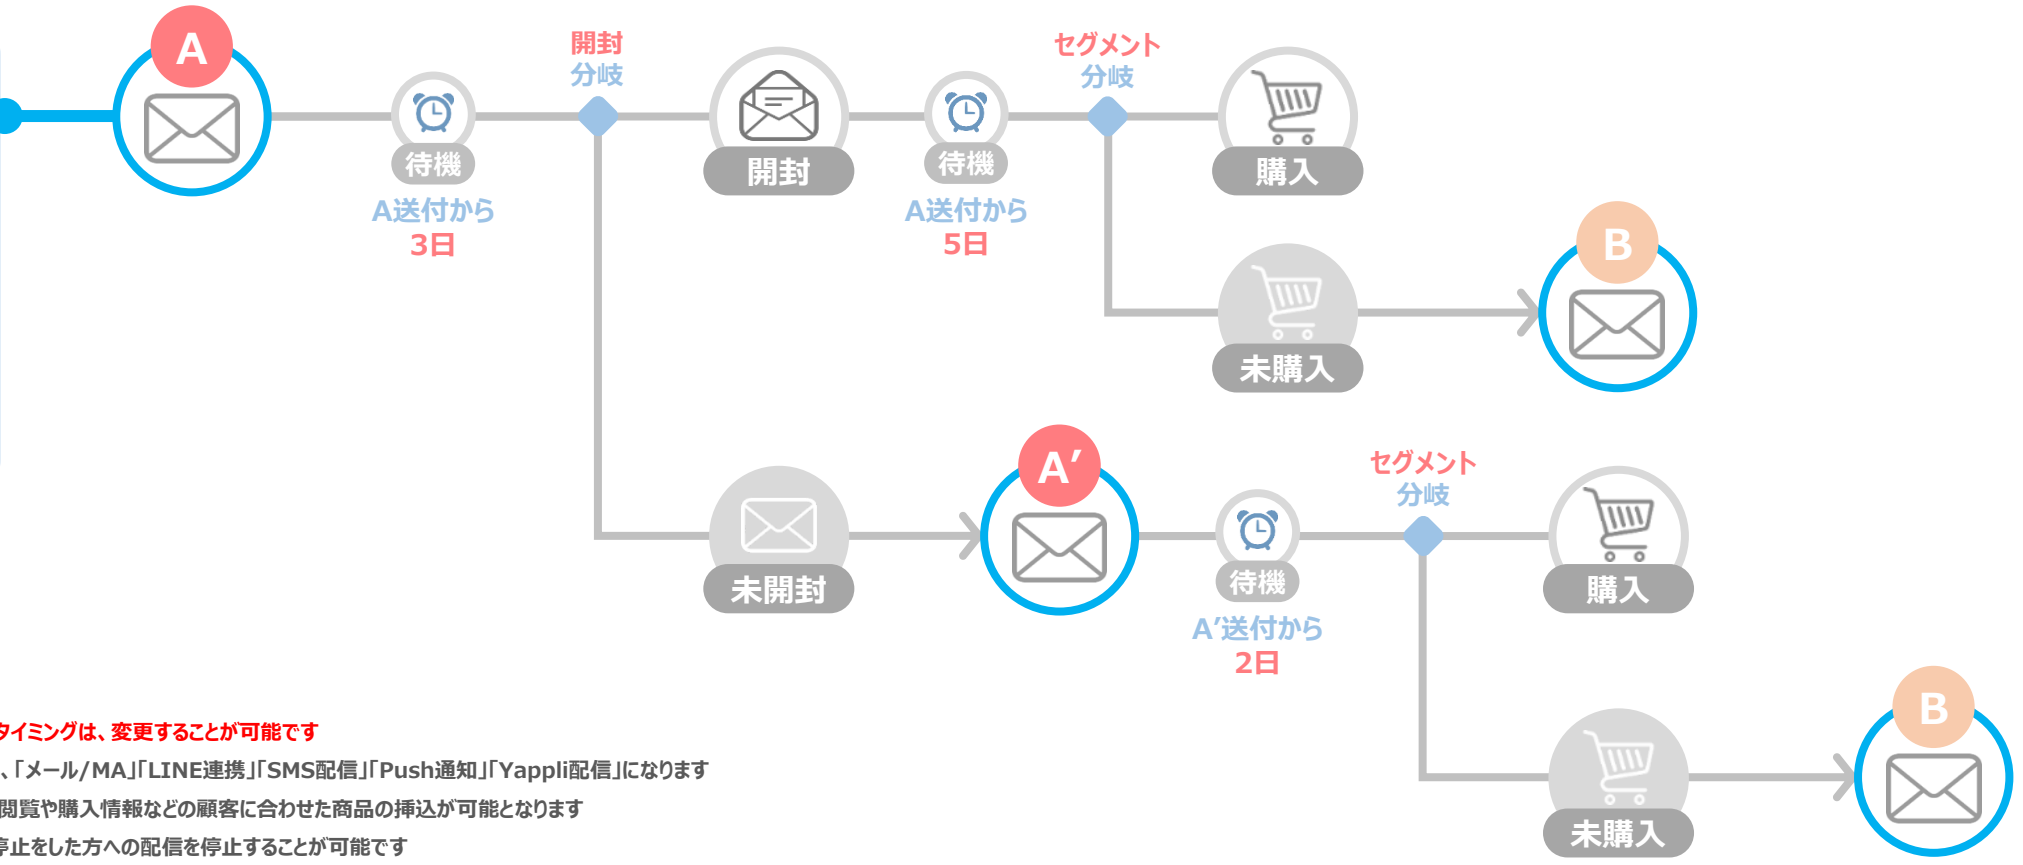 A
開封
分岐
セグメント
分岐
待機
開封
待機
購入
A送付から
3日
A送付から
5日
B
未購入
A′
セグメント
分岐
未開封
待機
購入
A′送付から
2日
B
未購入
タイミングは、変更することが可能です
、「メール/MA」「LINE連携」「SMS配信」「Push通知」「Yappli配信」になります
閲覧や購入情報などの顧客に合わせた商品の挿込が可能となります
停止をした方への配信を停止することが可能です